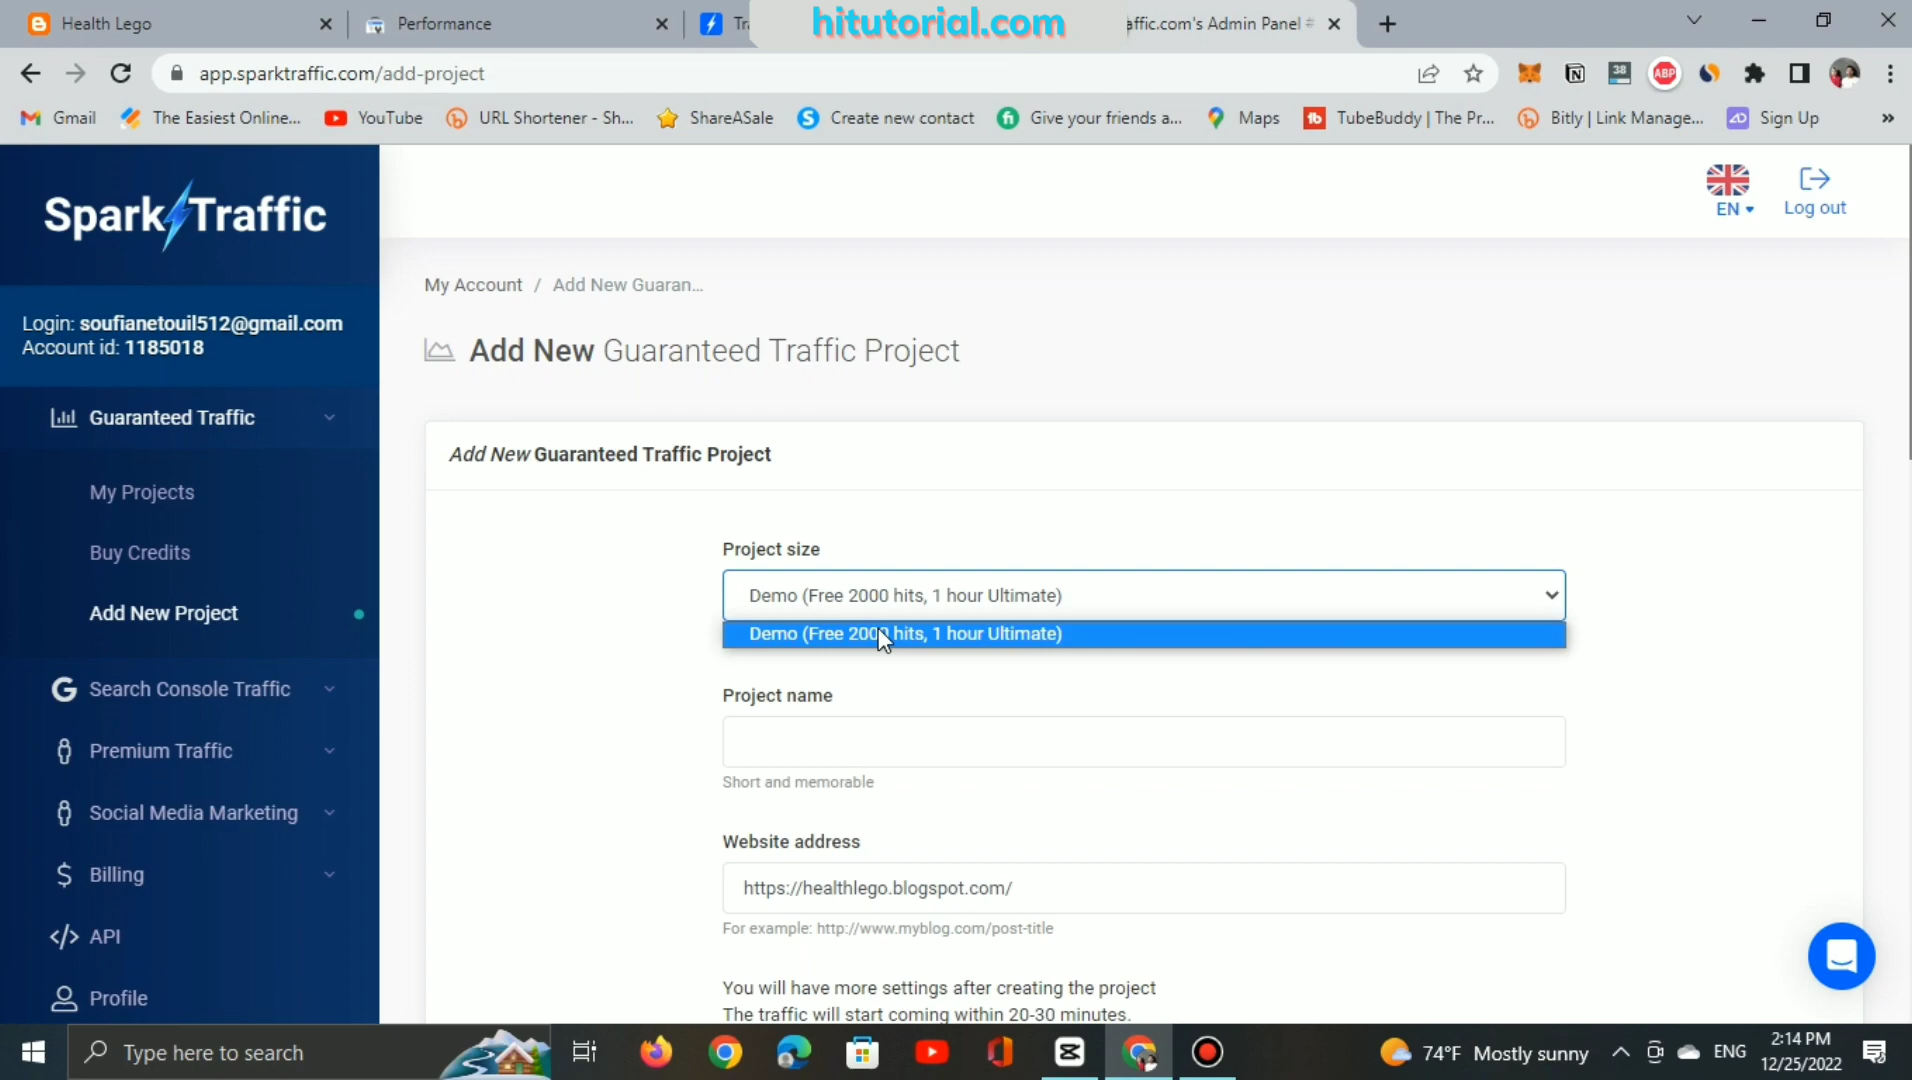 Health Lego
Performance
Tra
hitutorial.com
affic.com's Admin Panel #
app.sparktraffic.com/add-project
38
ABP
Gmail
The Easiest Online...
YouTube
URL Shortener - Sh...
ShareASale
Create new contact
Give your friends a...
Maps
TubeBuddy | The Pr...
Bitly | Link Manage...
Sign Up
»
Spark Traffic
EN
Log out
Login: soufianetouil512@gmail.com
Account id: 1185018
Guaranteed Traffic
My Projects
Buy Credits
Add New Project
Search Console Traffic
Premium Traffic
Social Media Marketing
Billing
API
Profile
My Account / Add New Guaran...
Add New Guaranteed Traffic Project
Add New Guaranteed Traffic Project
Project size
Demo (Free 2000 hits, 1 hour Ultimate)
Demo (Free 2000 hits, 1 hour Ultimate)
Project name
Short and memorable
Website address
https://healthlego.blogspot.com/
For example: http://www.myblog.com/post-title
You will have more settings after creating the project
The traffic will start coming within 20-30 minutes.
Type here to search
74°F Mostly sunny
ENG
2:14 PM
12/25/2022